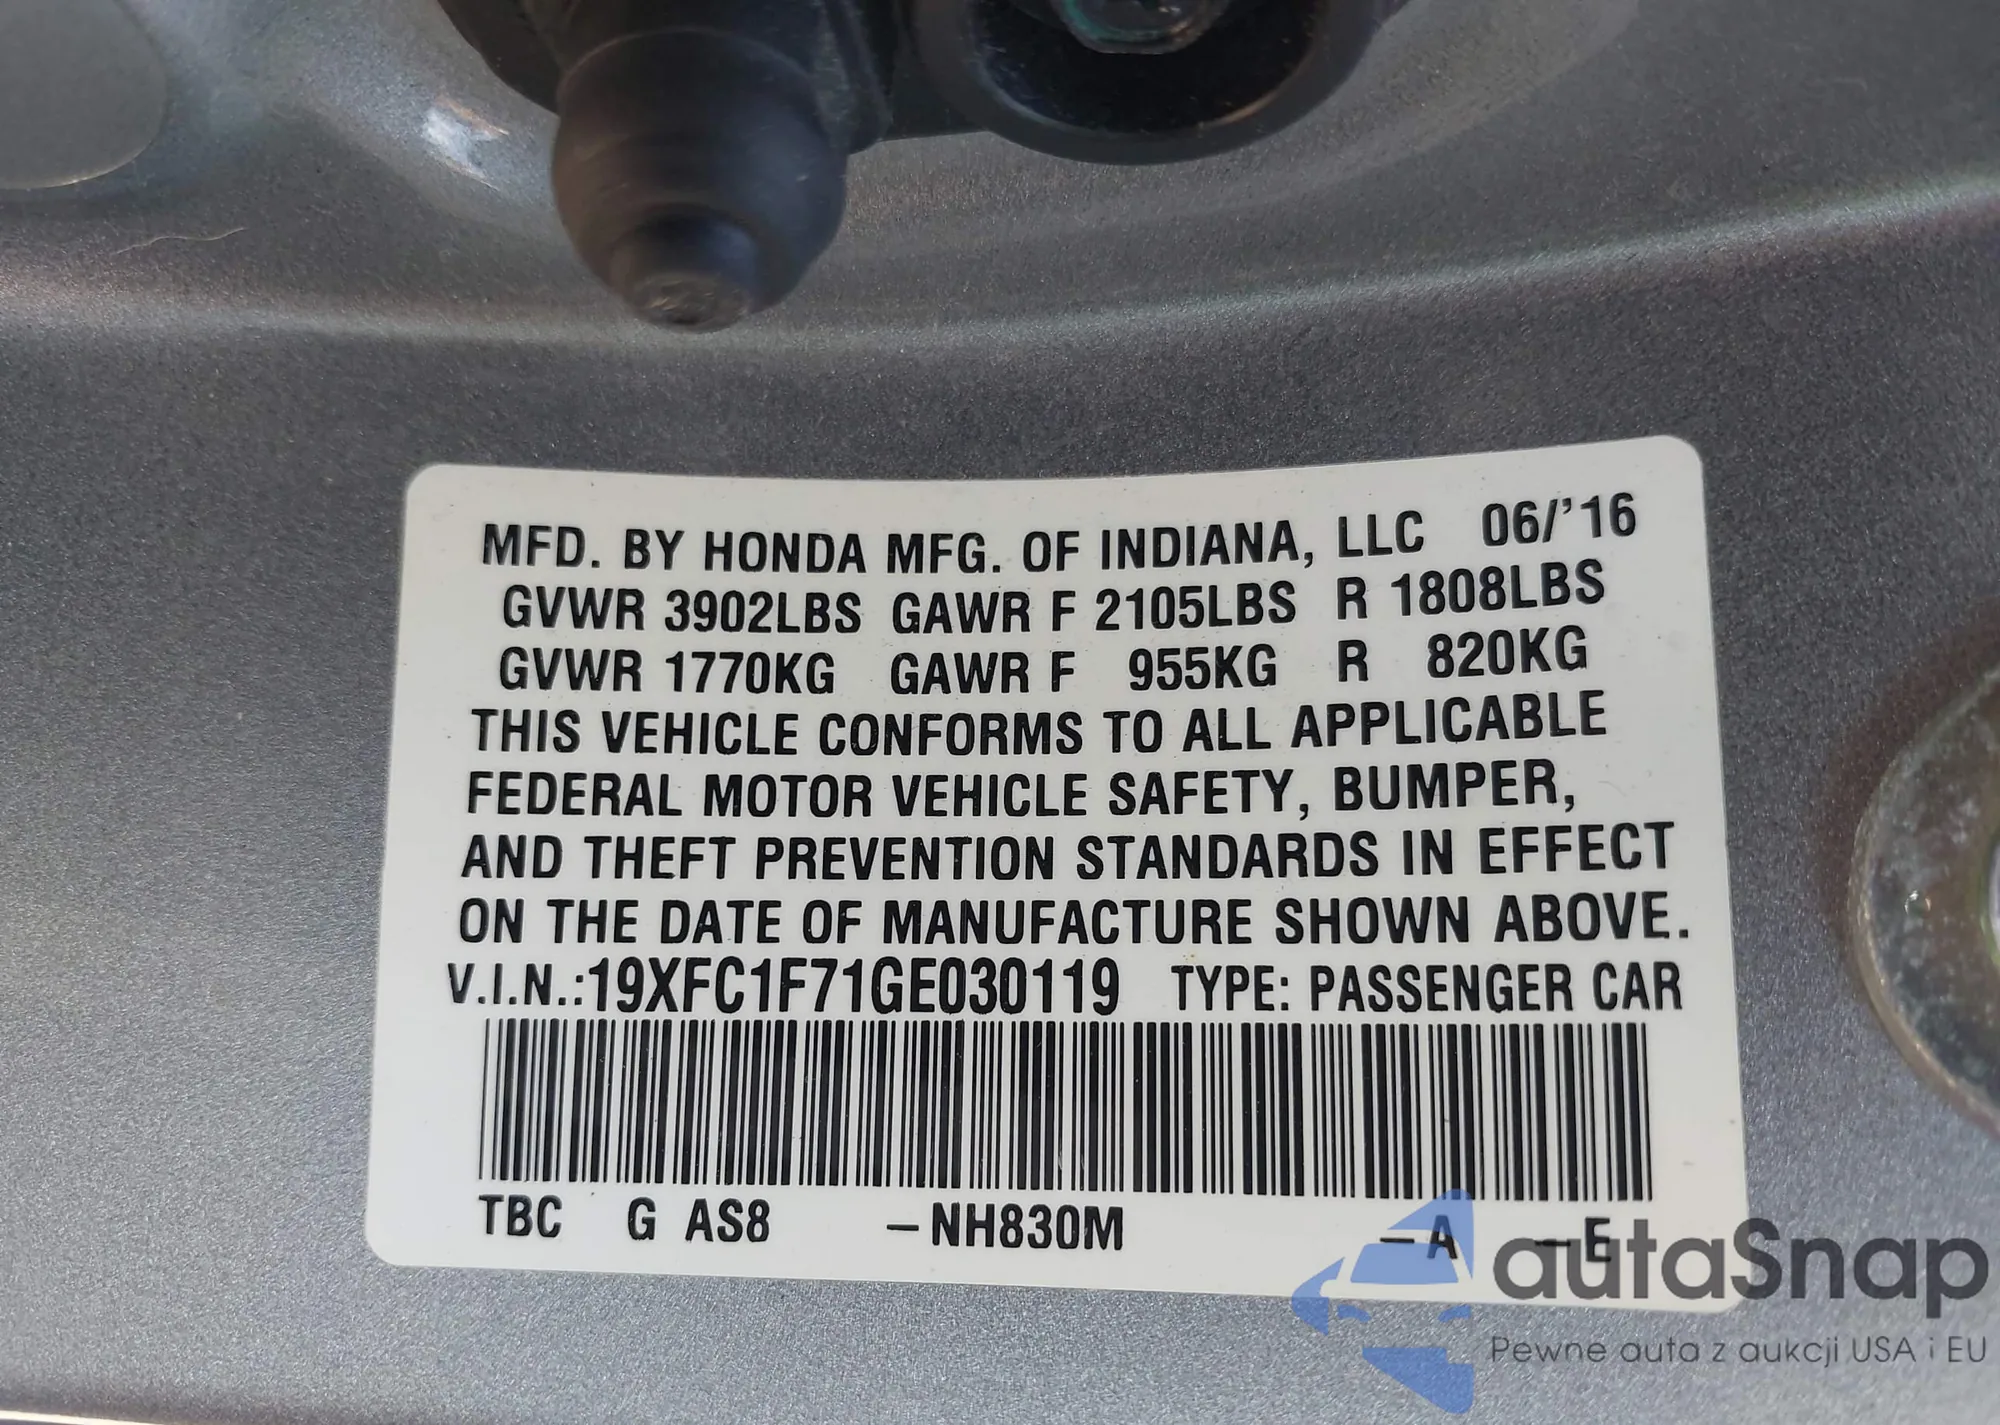 MFD. BY HONDA MFG. OF INDIANA, LLC 06/'16
GVWR 3902LBS GAWR F 2105LBS R 1808LBS
GVWR 1770KG GAWR F 955KG R 820KG
THIS VEHICLE CONFORMS TO ALL APPLICABLE
FEDERAL MOTOR VEHICLE SAFETY, BUMPER,
AND THEFT PREVENTION STANDARDS IN EFFECT
ON THE DATE OF MANUFACTURE SHOWN ABOVE.
V.I.N.:19XFC1F71GE030119 TYPE: PASSENGER CAR
TBC G AS8 –NH830M –A –E
autaSnap
Pewne auta z aukcji USA i EU